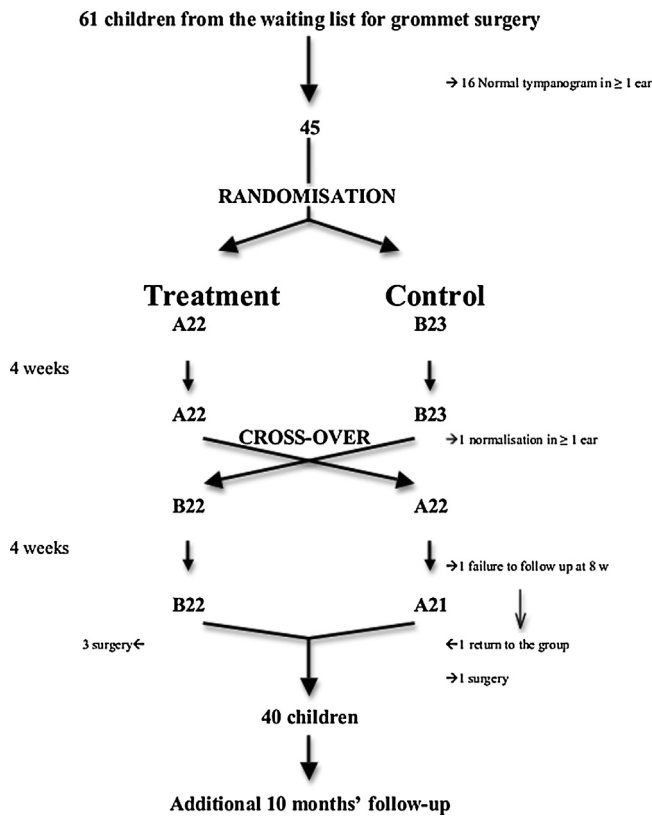 61 children from the waiting list for grommet surgery
→ 16 Normal tympanogram in ≥ 1 ear
45
RANDOMISATION
Treatment Control
A22 B23
4 weeks
A22 B23
CROSS-OVER
→1 normalisation in ≥ 1 ear
B22 A22
4 weeks
→1 failure to follow up at 8 w
B22 A21
3 surgery← ←1 return to the group
→1 surgery
40 children
Additional 10 months’ follow-up